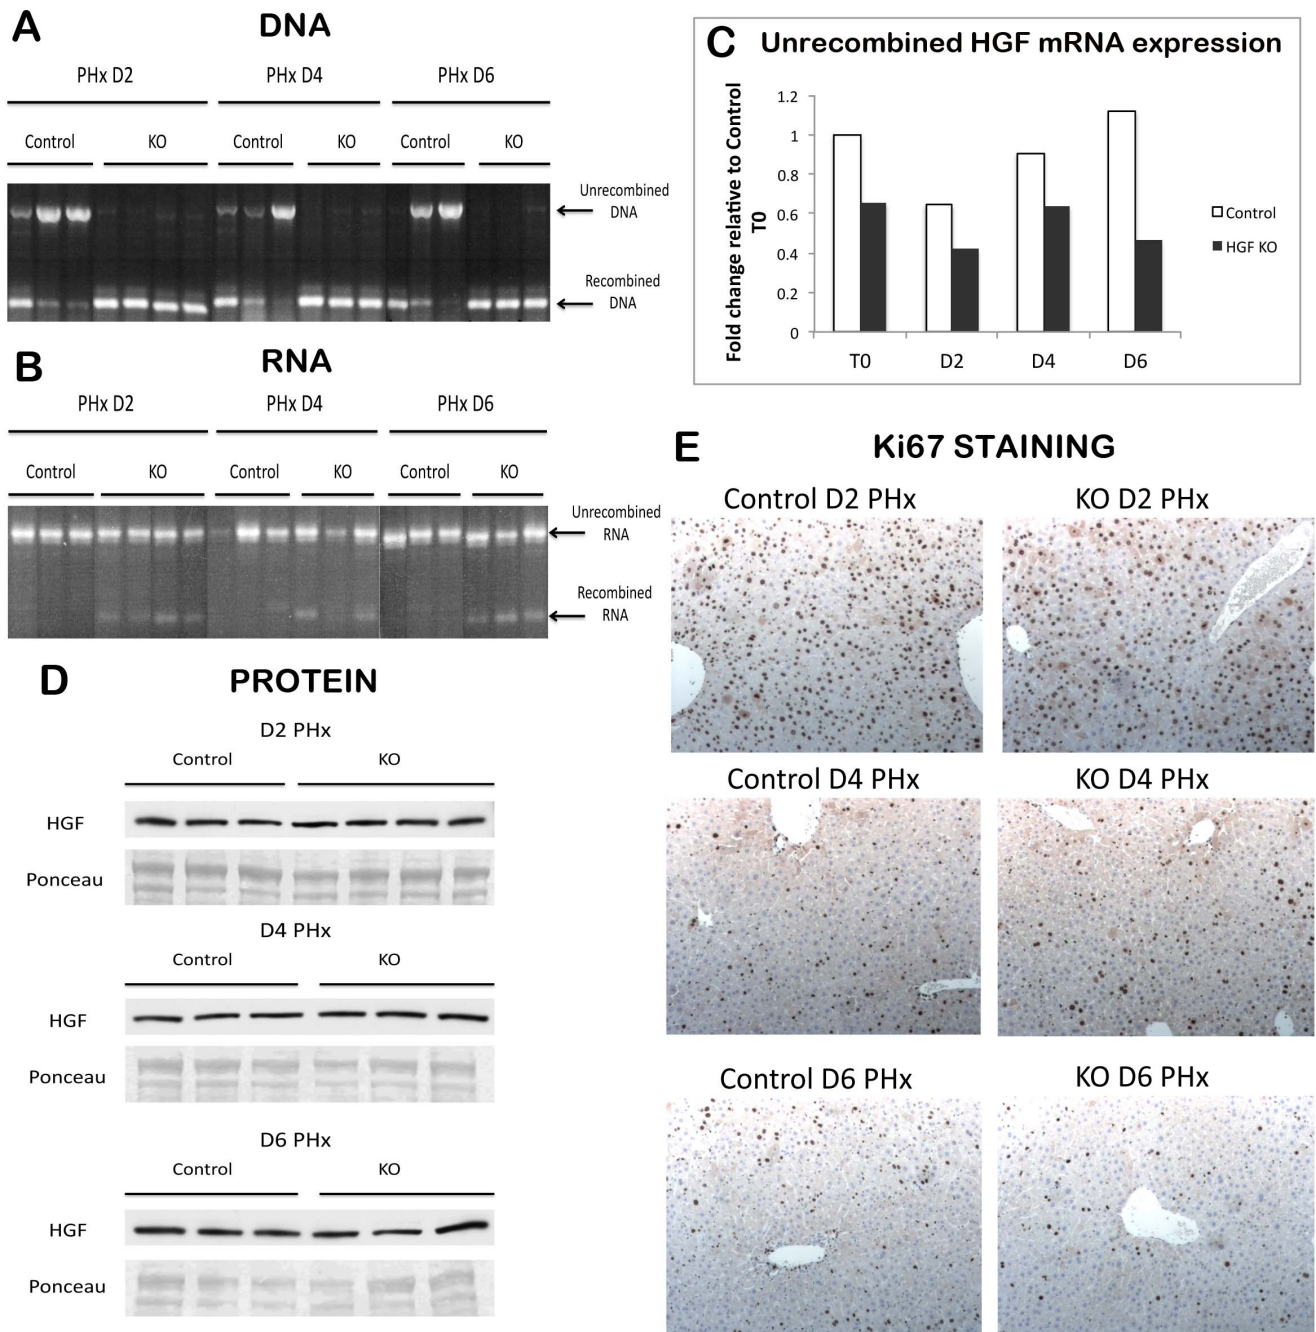 A
DNA
PHx D2
PHx D4
PHx D6
Control
KO
Control
KO
Control
KO
Unrecombined
DNA
Recombined
DNA
B
RNA
PHx D2
PHx D4
PHx D6
Control
KO
Control
KO
Control
KO
Unrecombined
RNA
Recombined
RNA
C
Unrecombined HGF mRNA expression
Fold change relative to Control
T0
1.2
1
0.8
0.6
0.4
0.2
0
T0
D2
D4
D6
Control
HGF KO
D
PROTEIN
D2 PHx
Control
KO
HGF
Ponceau
D4 PHx
Control
KO
HGF
Ponceau
D6 PHx
Control
KO
HGF
Ponceau
E
Ki67 STAINING
Control D2 PHx
KO D2 PHx
Control D4 PHx
KO D4 PHx
Control D6 PHx
KO D6 PHx